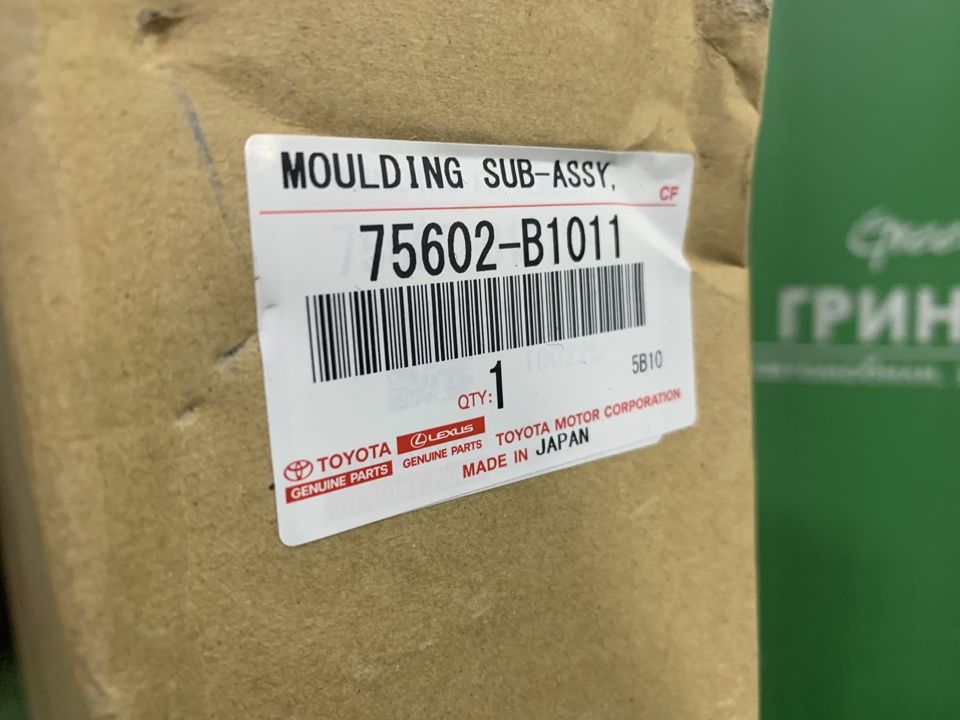 MOULDING SUB-ASSY,
CF
75602-B1011
5B10
QTY: 1
TOYOTA
GENUINE PARTS
LEXUS
GENUINE PARTS
TOYOTA MOTOR CORPORATION
MADE IN JAPAN
ГРИН